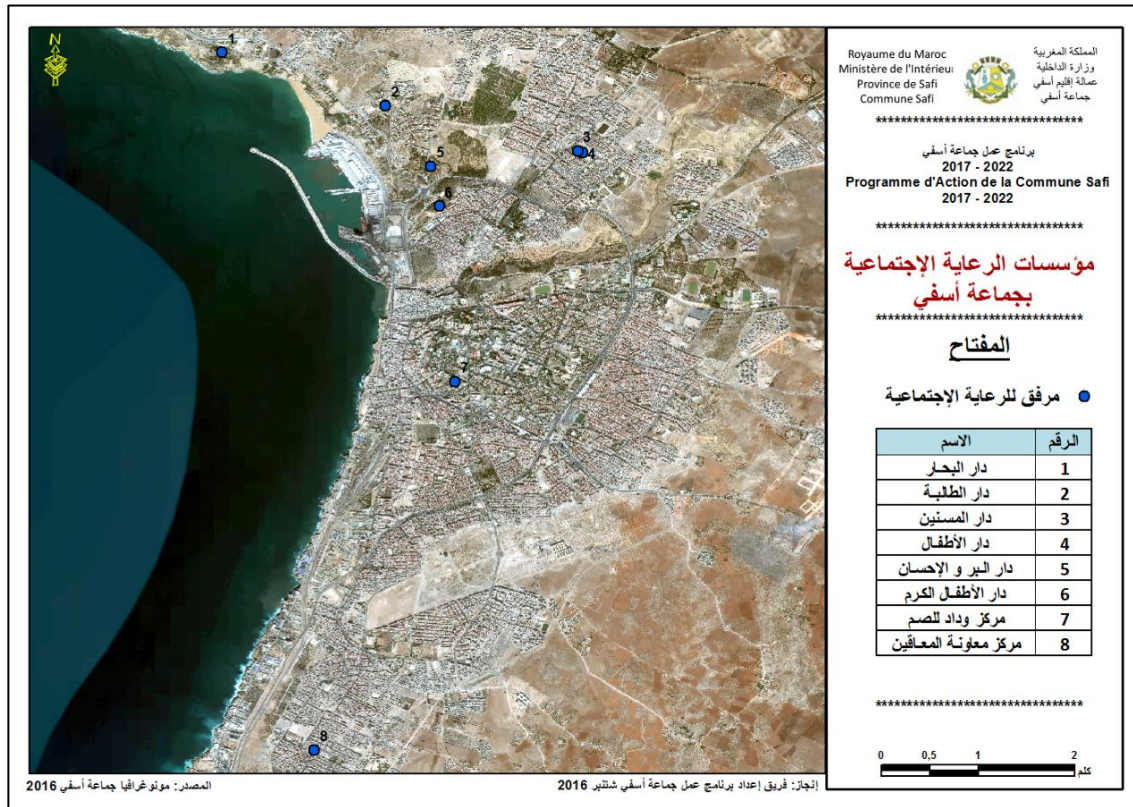 N
1
2
3
4
5
6
7
8
Royaume du Maroc
Ministère de l'Intérieur
Province de Safi
Commune Safi
المملكة المغربية
وزارة الداخلية
عمالة إقليم أسفي
جماعة أسفي
*********************************
برنامج عمل جماعة أسفي
2017 - 2022
Programme d'Action de la Commune Safi
2017 - 2022
*********************************
مؤسسات الرعاية الإجتماعية
بجماعة أسفي
*********************************
المفتاح
مرفق للرعاية الإجتماعية
الرقم الاسم
1 دار البحار
2 دار الطالبة
3 دار المسنين
4 دار الأطفال
5 دار البر و الإحسان
6 دار الأطفال الكرم
7 مركز وداد للصم
8 مركز معاونة المعاقين
*********************************
0 0,5 1 2
كلم
إنجاز: فريق إعداد برنامج عمل جماعة أسفي شتنبر 2016
المصدر: مونوغرافيا جماعة أسفي 2016